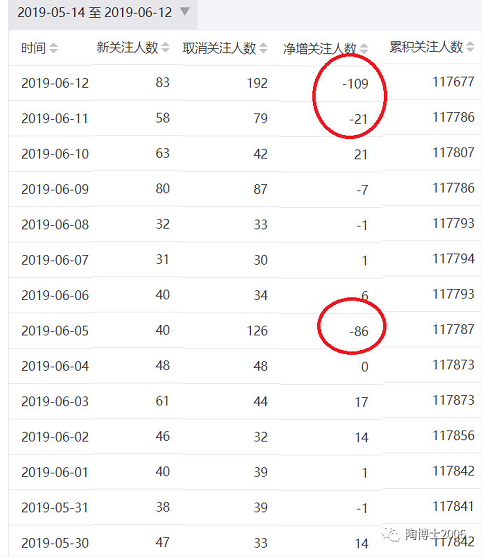 2019-05-14 至 2019-06-12
时间 新关注人数 取消关注人数 净增关注人数 累积关注人数
2019-06-12 83 192 -109 117677
2019-06-11 58 79 -21 117786
2019-06-10 63 42 21 117807
2019-06-09 80 87 -7 117786
2019-06-08 32 33 -1 117793
2019-06-07 31 30 1 117794
2019-06-06 40 34 6 117793
2019-06-05 40 126 -86 117787
2019-06-04 48 48 0 117873
2019-06-03 61 44 17 117873
2019-06-02 46 32 14 117856
2019-06-01 40 39 1 117842
2019-05-31 38 39 -1 117841
2019-05-30 47 33 14 117842
陶博士2006